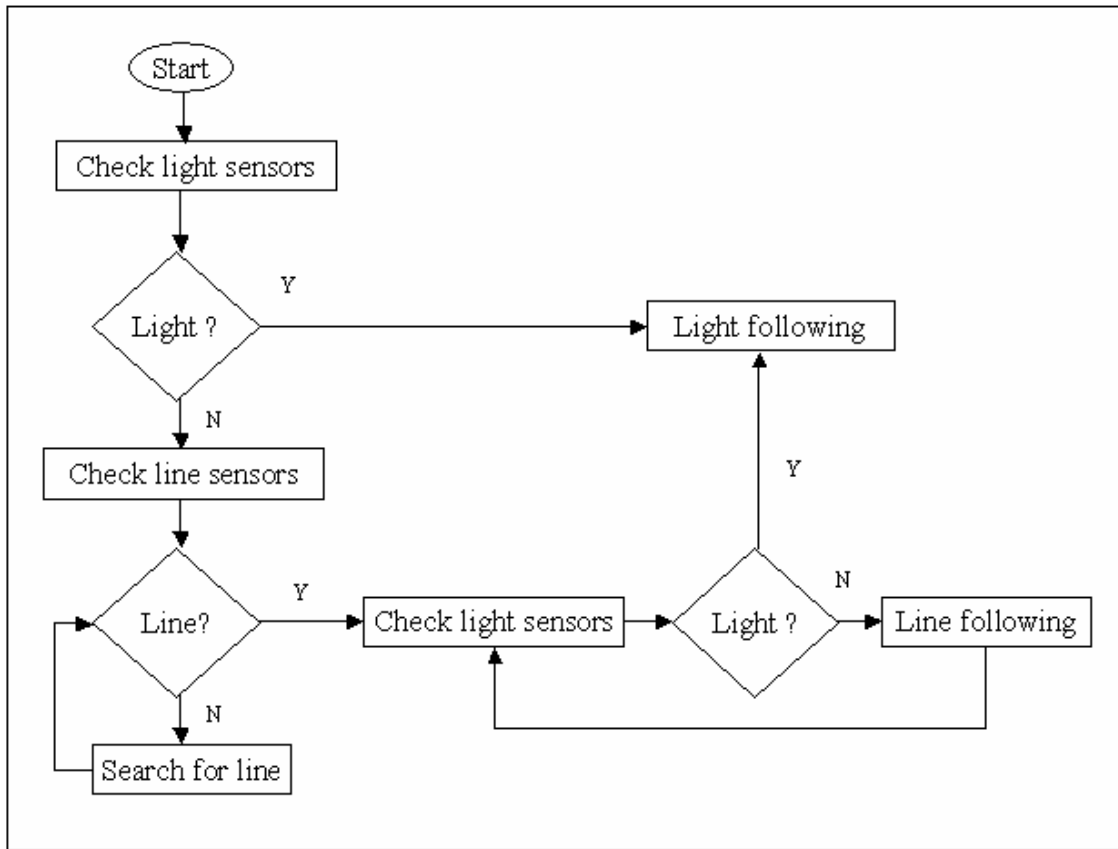 Start
Check light sensors
Light ?
Y
Light following
N
Check line sensors
Y
Line?
Y
Check light sensors
Light ?
N
Line following
N
Search for line